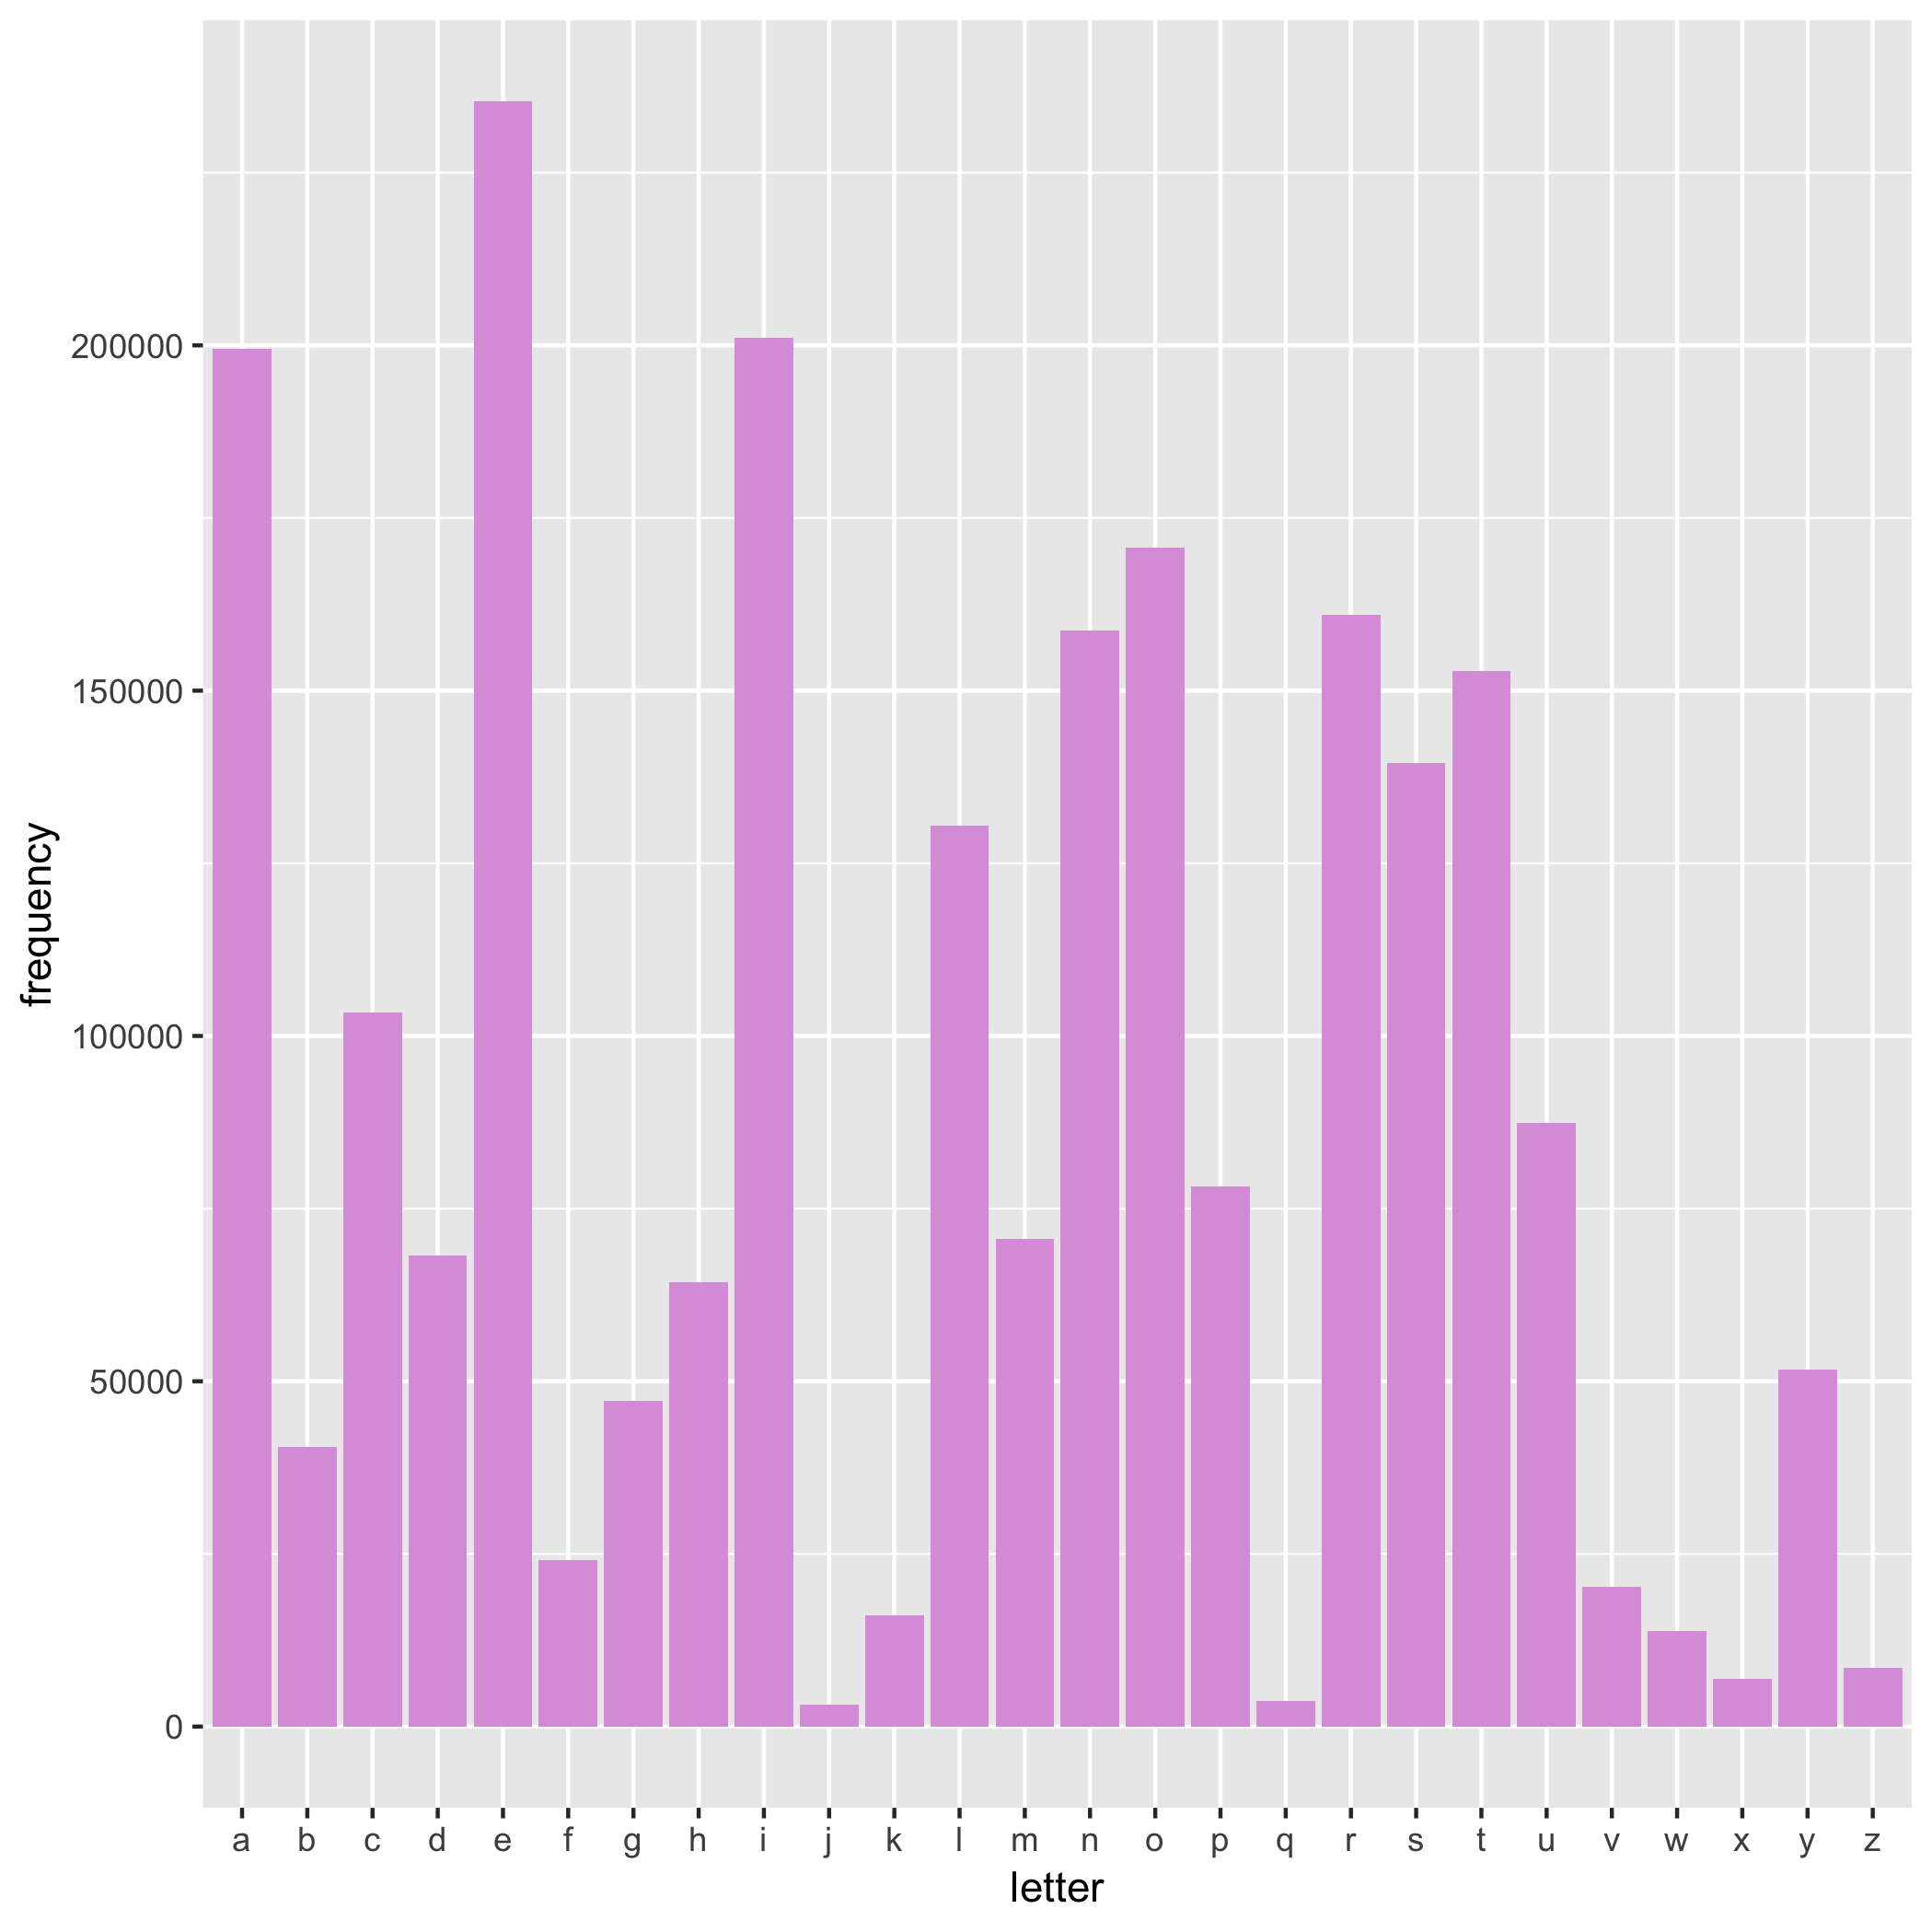 frequency
200000
150000
100000
50000
0
a b c d e f g h i j k l m n o p q r s t u v w x y z
letter